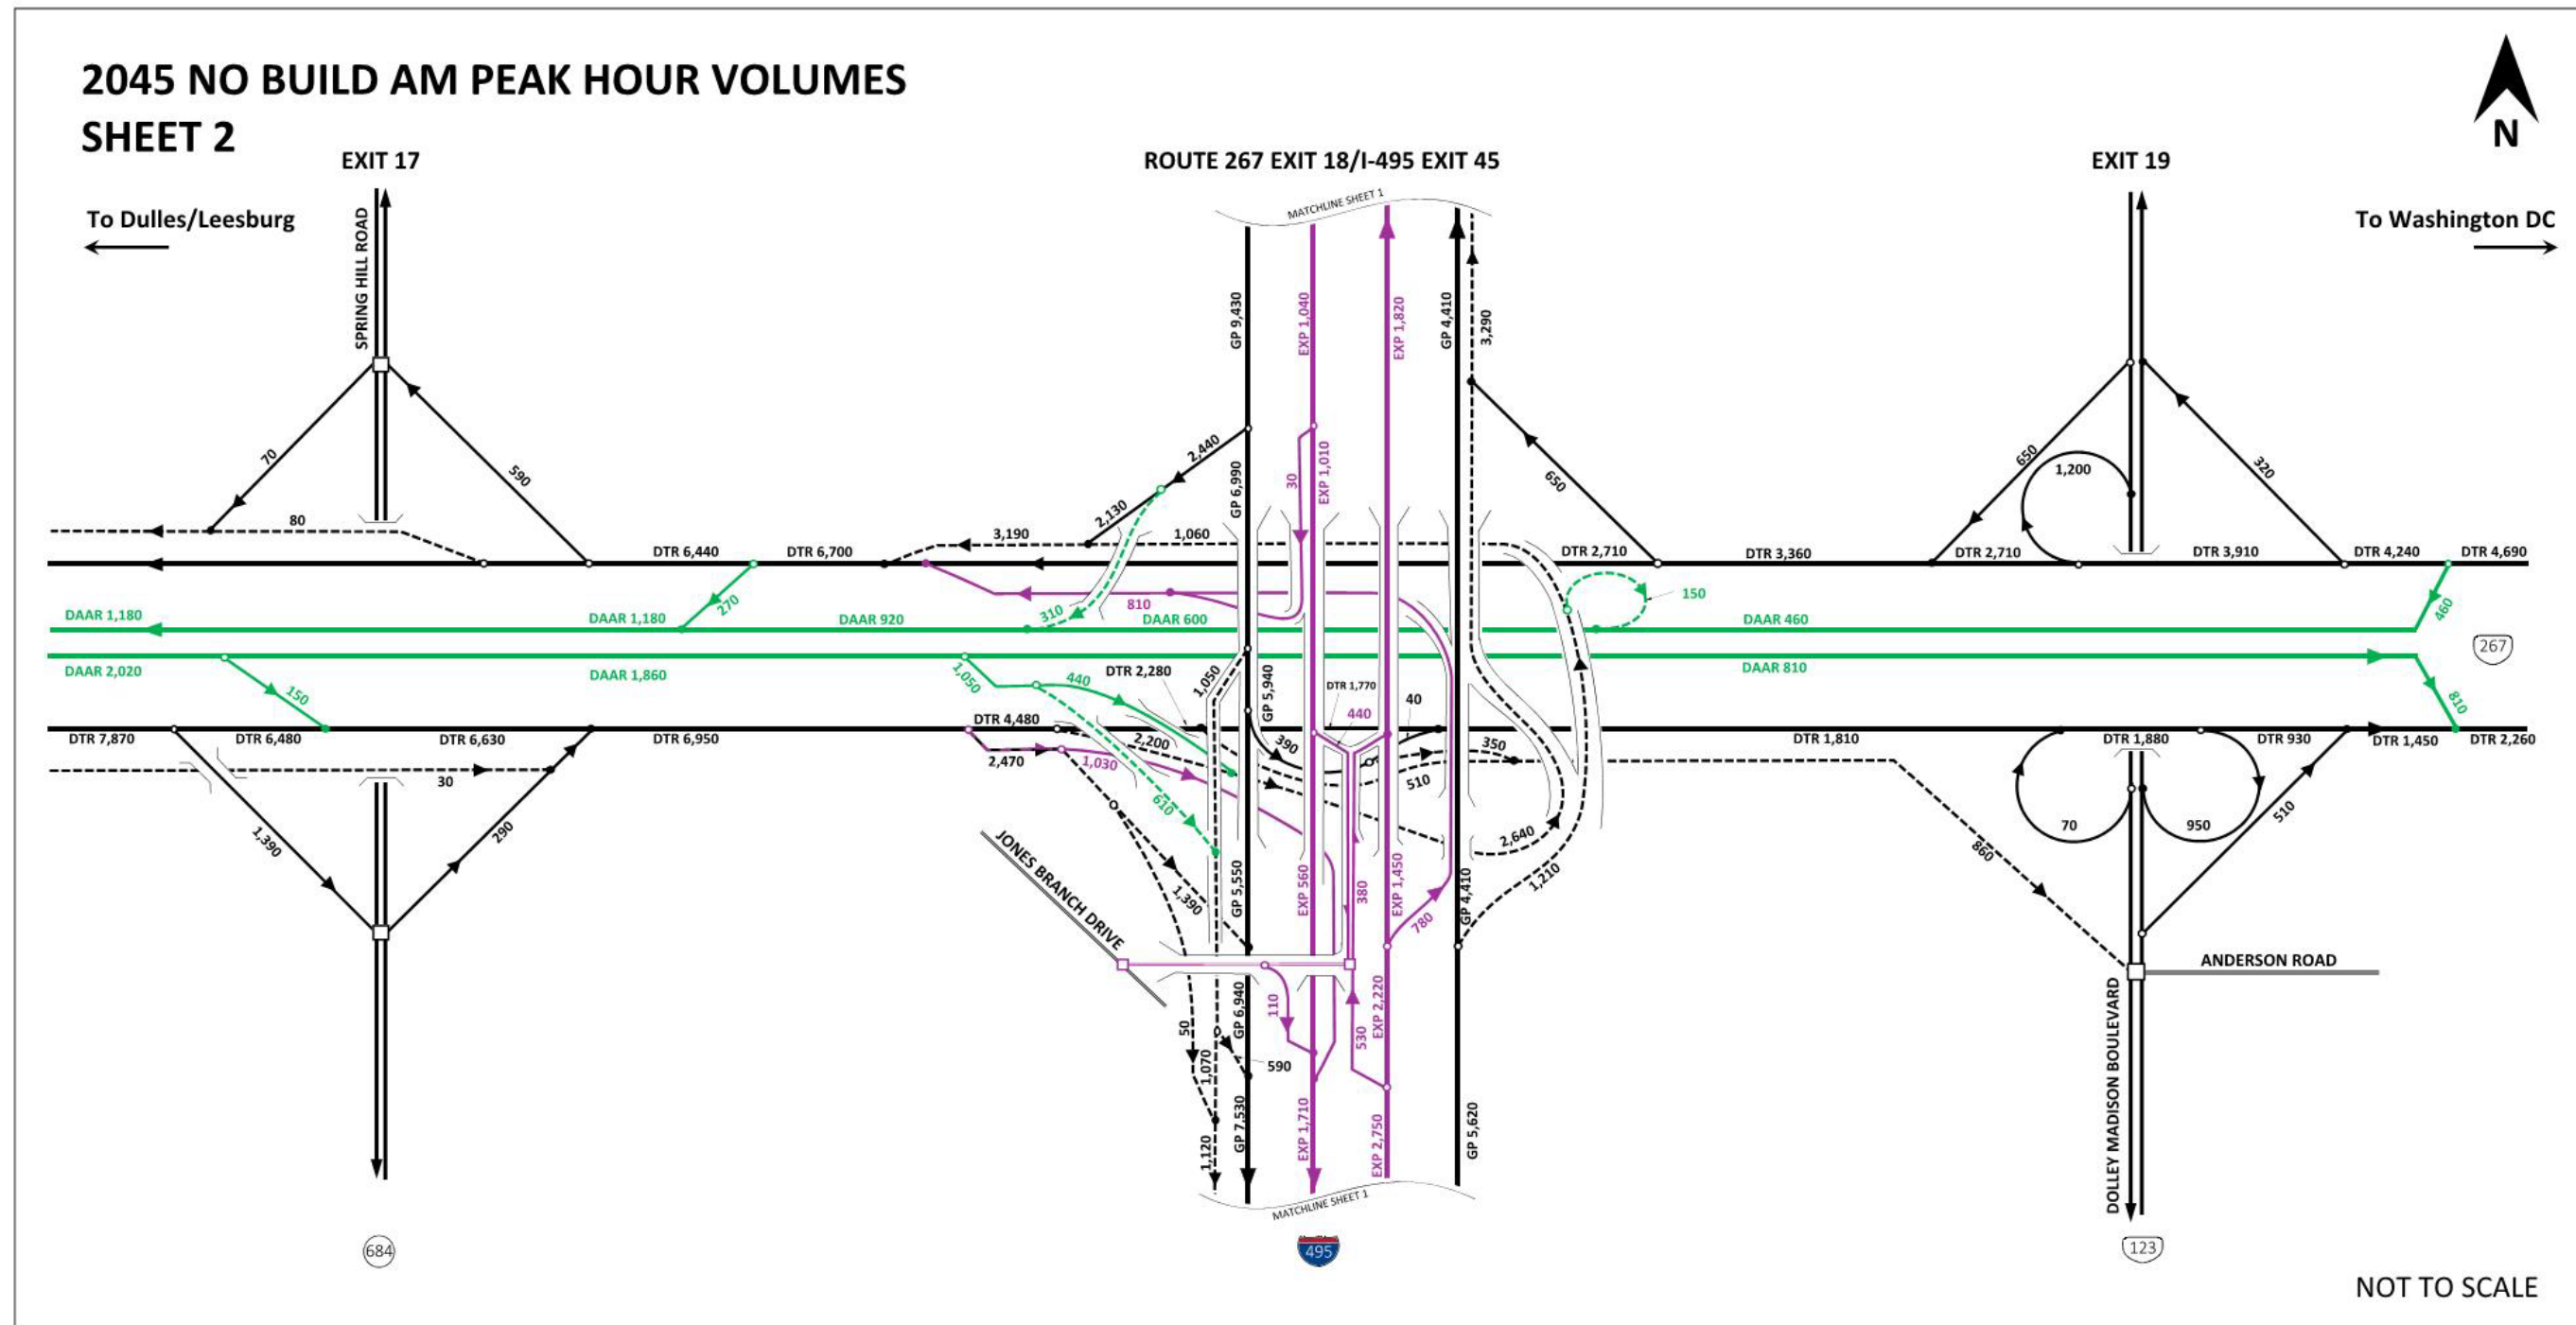 2045 NO BUILD AM PEAK HOUR VOLUMES
SHEET 2
N
EXIT 17
ROUTE 267 EXIT 18/I-495 EXIT 45
EXIT 19
To Dulles/Leesburg
To Washington DC
MATCHLINE SHEET 1
SPRING HILL ROAD
GP 9,430
EXP 1,040
EXP 1,820
GP 4,410
3,290
70
590
2,440
GP 6,990
30
EXP 1,010
650
650
1,200
320
80
2,130
3,190
1,060
DTR 6,440
DTR 6,700
DTR 2,710
DTR 3,360
DTR 2,710
DTR 3,910
DTR 4,240
DTR 4,690
270
310
810
150
460
DAAR 1,180
DAAR 1,180
DAAR 920
DAAR 600
DAAR 460
267
DAAR 2,020
DAAR 1,860
DAAR 810
150
1,050
440
DTR 2,280
1,050
GP 5,940
DTR 1,770
440
40
810
DTR 7,870
DTR 6,480
DTR 6,630
DTR 6,950
DTR 4,480
2,200
390
350
DTR 1,810
DTR 1,880
DTR 930
DTR 1,450
DTR 2,260
30
2,470
1,030
510
610
1,390
290
2,640
860
70
950
510
JONES BRANCH DRIVE
1,390
GP 5,550
EXP 560
380
EXP 1,450
780
GP 4,410
1,210
ANDERSON ROAD
50
1,070
GP 6,940
110
530
EXP 2,220
590
DOLLEY MADISON BOULEVARD
1,120
GP 7,530
EXP 1,710
EXP 2,750
GP 5,620
MATCHLINE SHEET 1
684
495
123
NOT TO SCALE